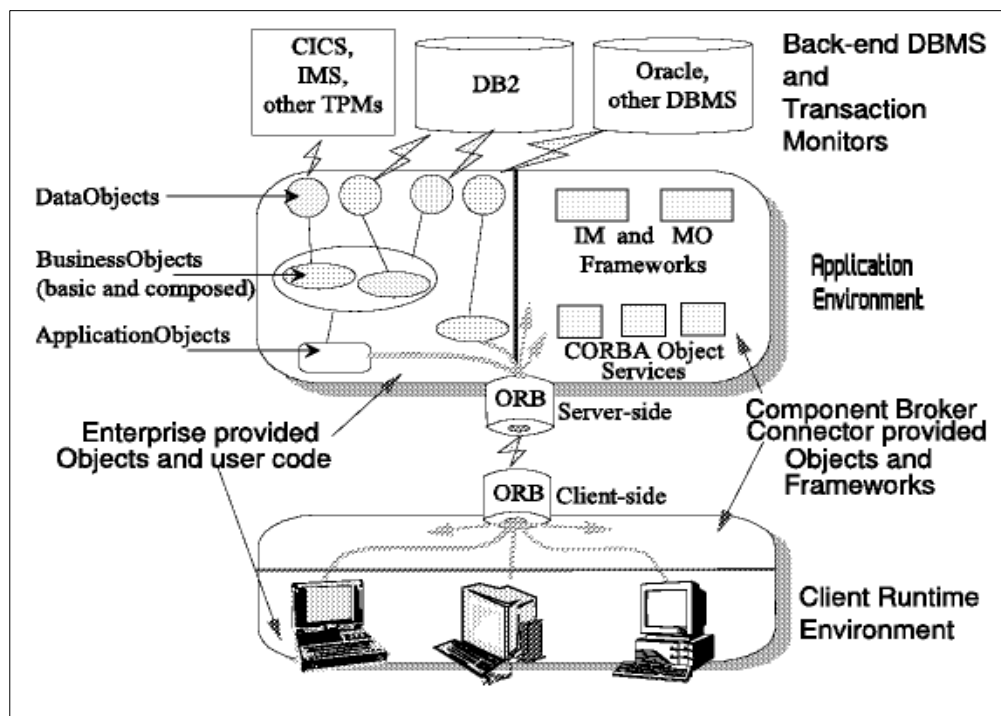 CICS,
IMS,
other TPMs
DB2
Oracle,
other DBMS
Back-end DBMS
and
Transaction
Monitors
DataObjects
BusinessObjects
(basic and composed)
ApplicationObjects
IM and MO
Frameworks
CORBA Object
Services
Application
Environment
ORB
Server-side
Enterprise provided
Objects and user code
Component Broker
Connector provided
Objects and
Frameworks
ORB
Client-side
Client Runtime
Environment